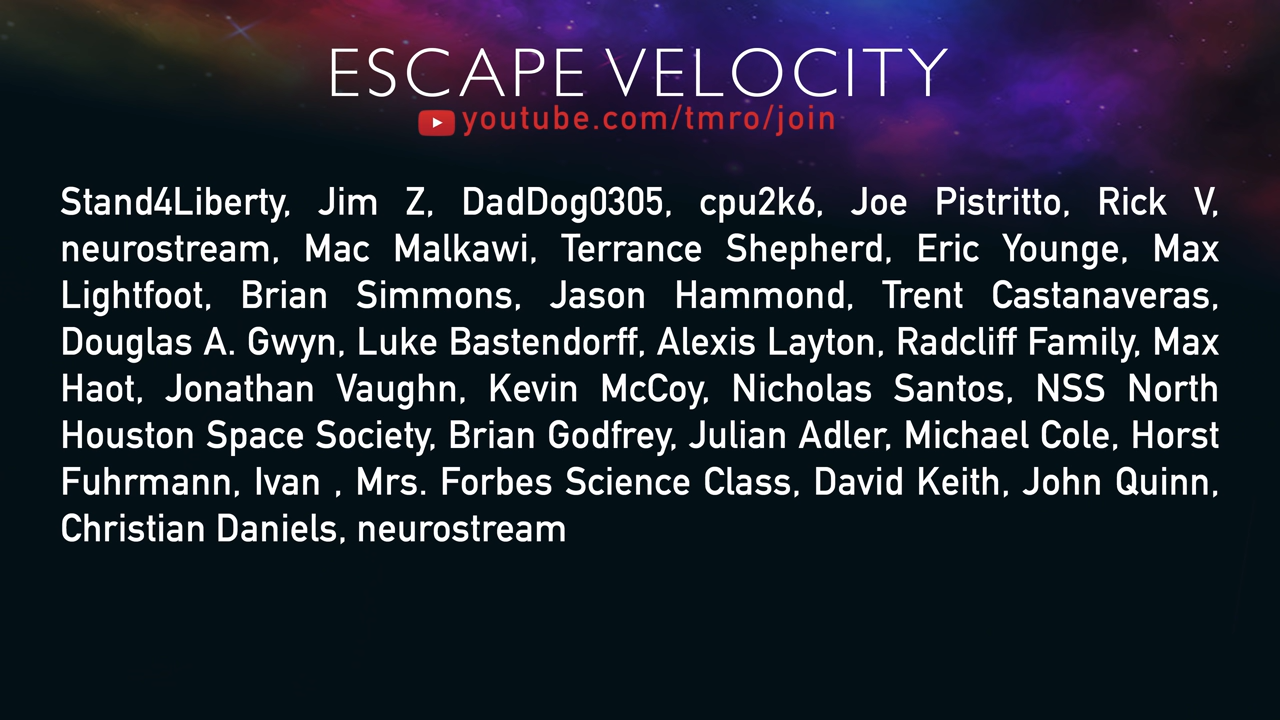 ESCAPE VELOCITY
youtube.com/tmro/join
Stand4Liberty, Jim Z, DadDog0305, cpu2k6, Joe Pistritto, Rick V,
neurostream, Mac Malkawi, Terrance Shepherd, Eric Younge, Max
Lightfoot, Brian Simmons, Jason Hammond, Trent Castanaveras,
Douglas A. Gwyn, Luke Bastendorff, Alexis Layton, Radcliff Family, Max
Haot, Jonathan Vaughn, Kevin McCoy, Nicholas Santos, NSS North
Houston Space Society, Brian Godfrey, Julian Adler, Michael Cole, Horst
Fuhrmann, Ivan , Mrs. Forbes Science Class, David Keith, John Quinn,
Christian Daniels, neurostream